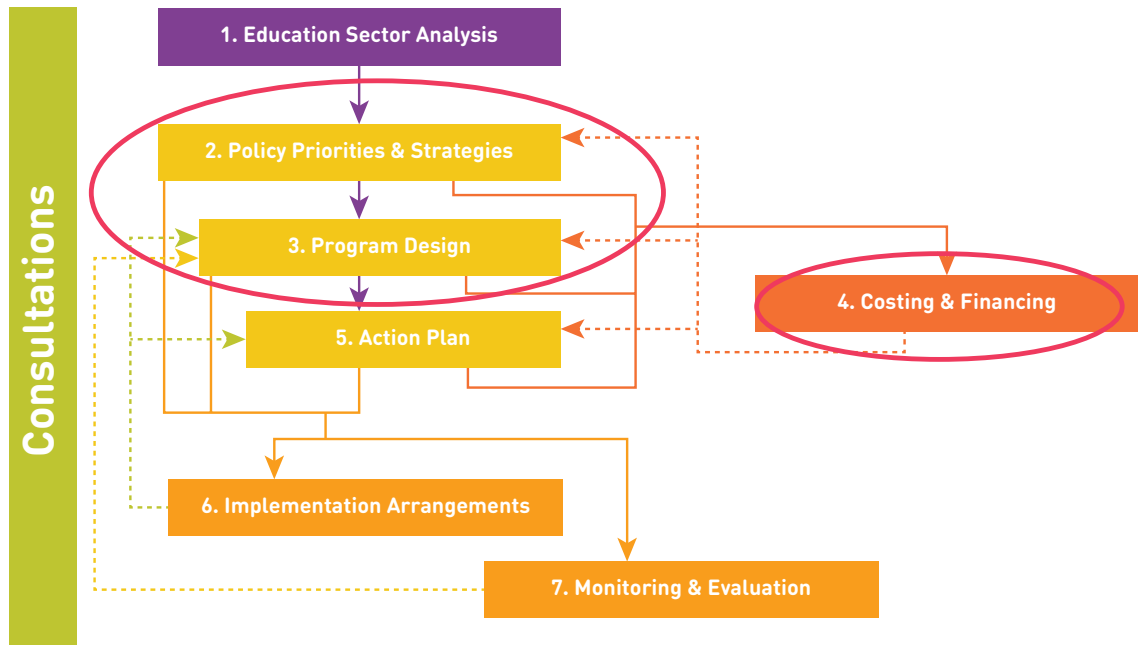 Consultations
1. Education Sector Analysis
2. Policy Priorities & Strategies
3. Program Design
4. Costing & Financing
5. Action Plan
6. Implementation Arrangements
7. Monitoring & Evaluation